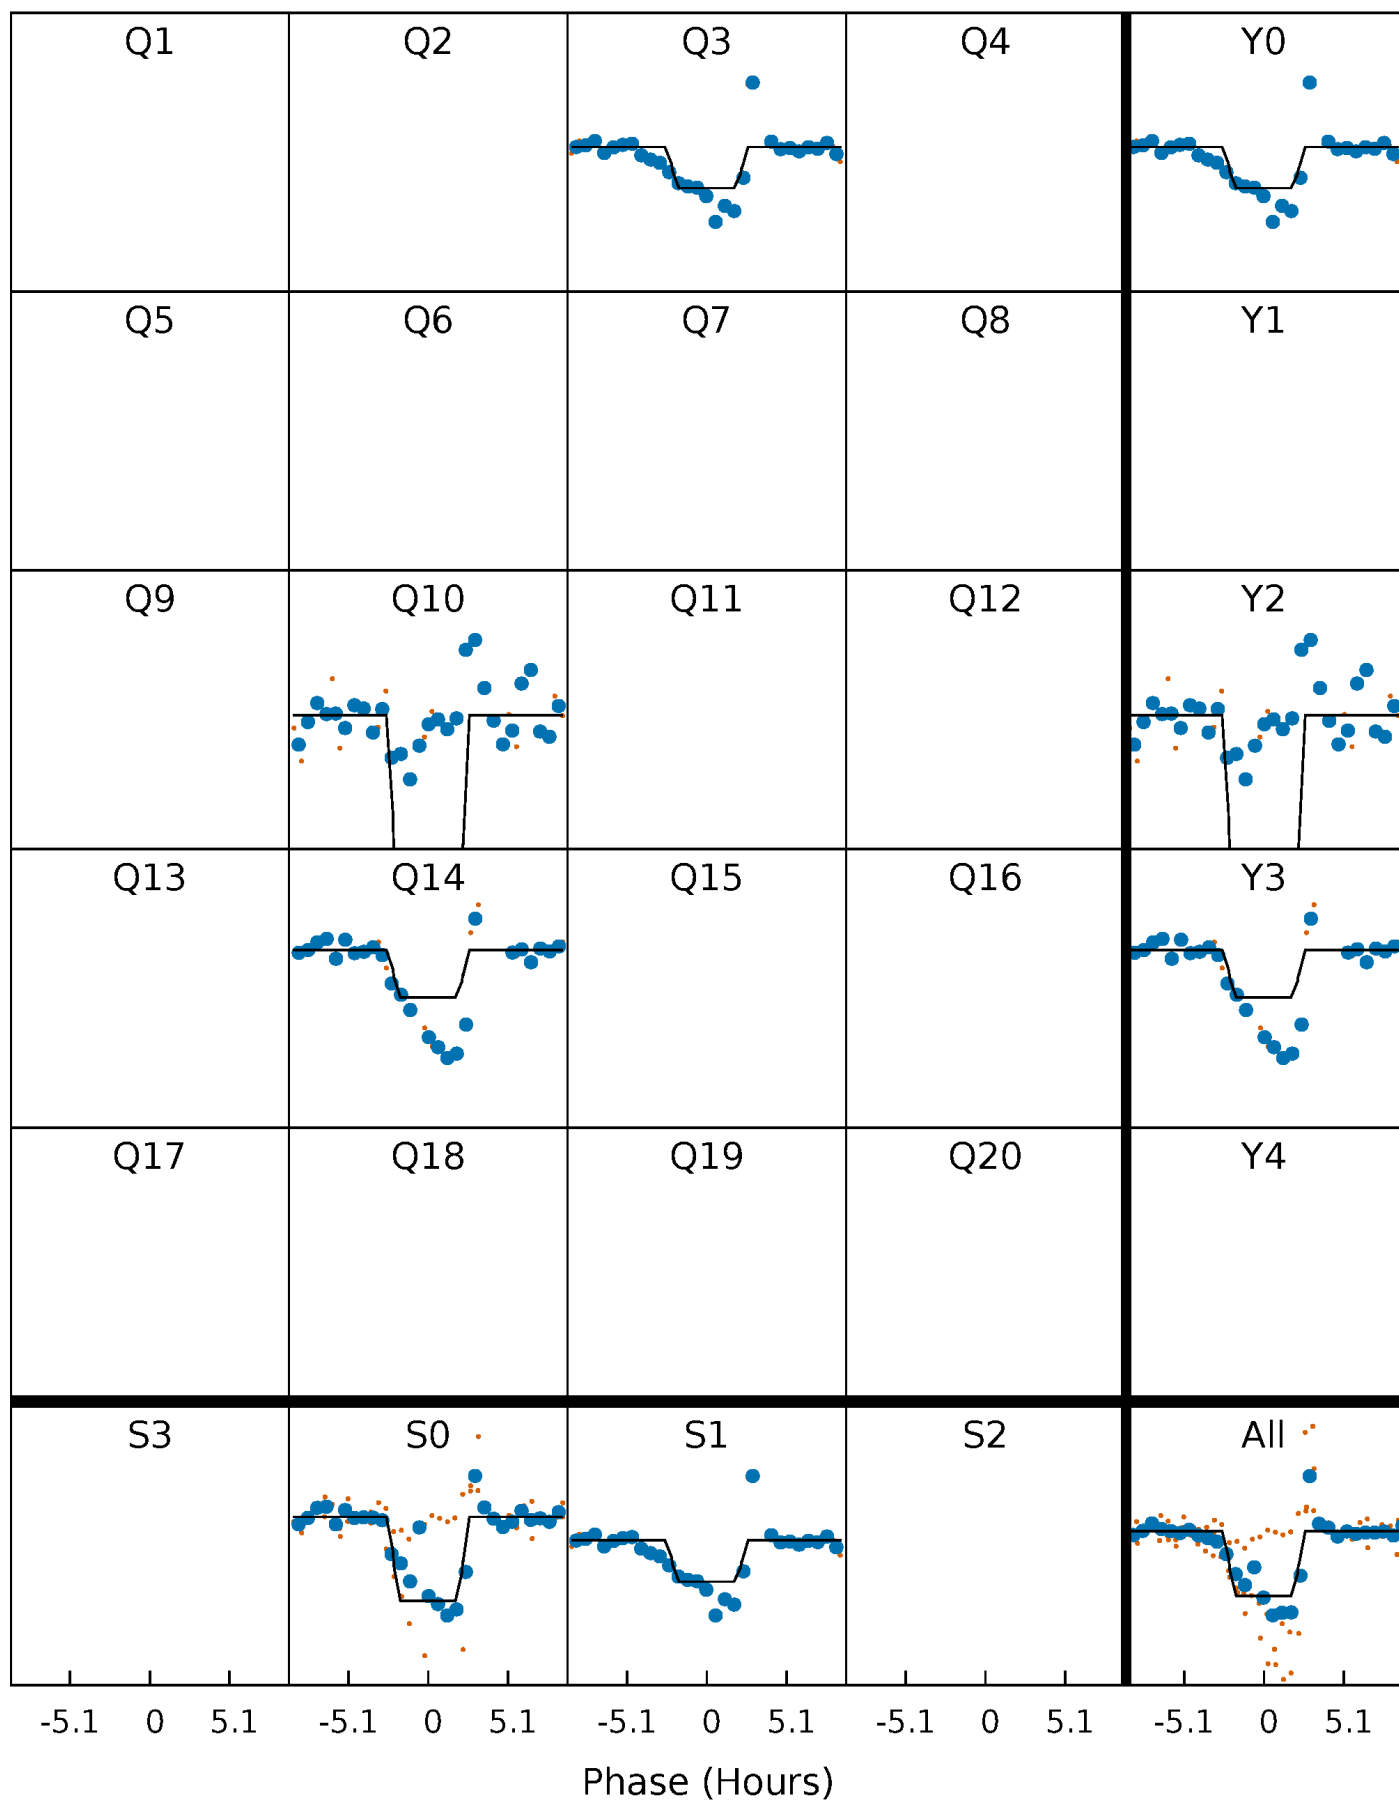 Q1 Q2 Q3 Q4 Y0
Q5 Q6 Q7 Q8 Y1
Q9 Q10 Q11 Q12 Y2
Q13 Q14 Q15 Q16 Y3
Q17 Q18 Q19 Q20 Y4
S3 S0 S1 S2 All
-5.1 0 5.1 -5.1 0 5.1 -5.1 0 5.1 -5.1 0 5.1 -5.1 0 5.1
Phase (Hours)